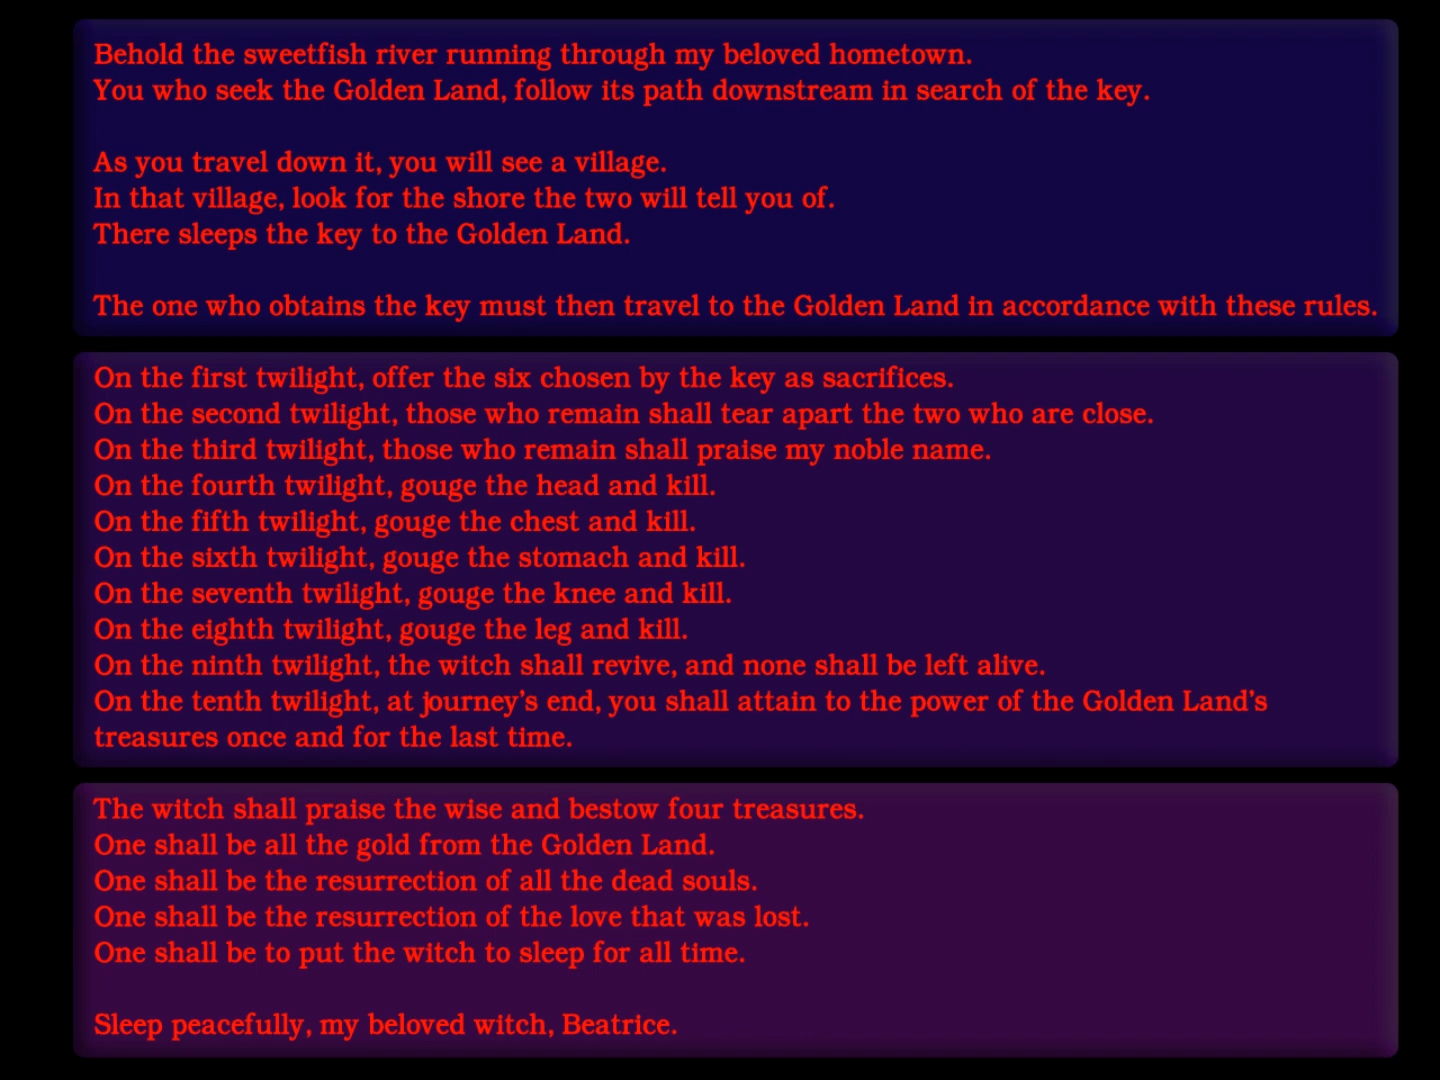 Behold the sweetfish river running through my beloved hometown.
You who seek the Golden Land, follow its path downstream in search of the key.
As you travel down it, you will see a village.
In that village, look for the shore the two will tell you of.
There sleeps the key to the Golden Land.
The one who obtains the key must then travel to the Golden Land in accordance with these rules.
On the first twilight, offer the six chosen by the key as sacrifices.
On the second twilight, those who remain shall tear apart the two who are close.
On the third twilight, those who remain shall praise my noble name.
On the fourth twilight, gouge the head and kill.
On the fifth twilight, gouge the chest and kill.
On the sixth twilight, gouge the stomach and kill.
On the seventh twilight, gouge the knee and kill.
On the eighth twilight, gouge the leg and kill.
On the ninth twilight, the witch shall revive, and none shall be left alive.
On the tenth twilight, at journey's end, you shall attain to the power of the Golden Land's
treasures once and for the last time.
The witch shall praise the wise and bestow four treasures.
One shall be all the gold from the Golden Land.
One shall be the resurrection of all the dead souls.
One shall be the resurrection of the love that was lost.
One shall be to put the witch to sleep for all time.
Sleep peacefully, my beloved witch, Beatrice.